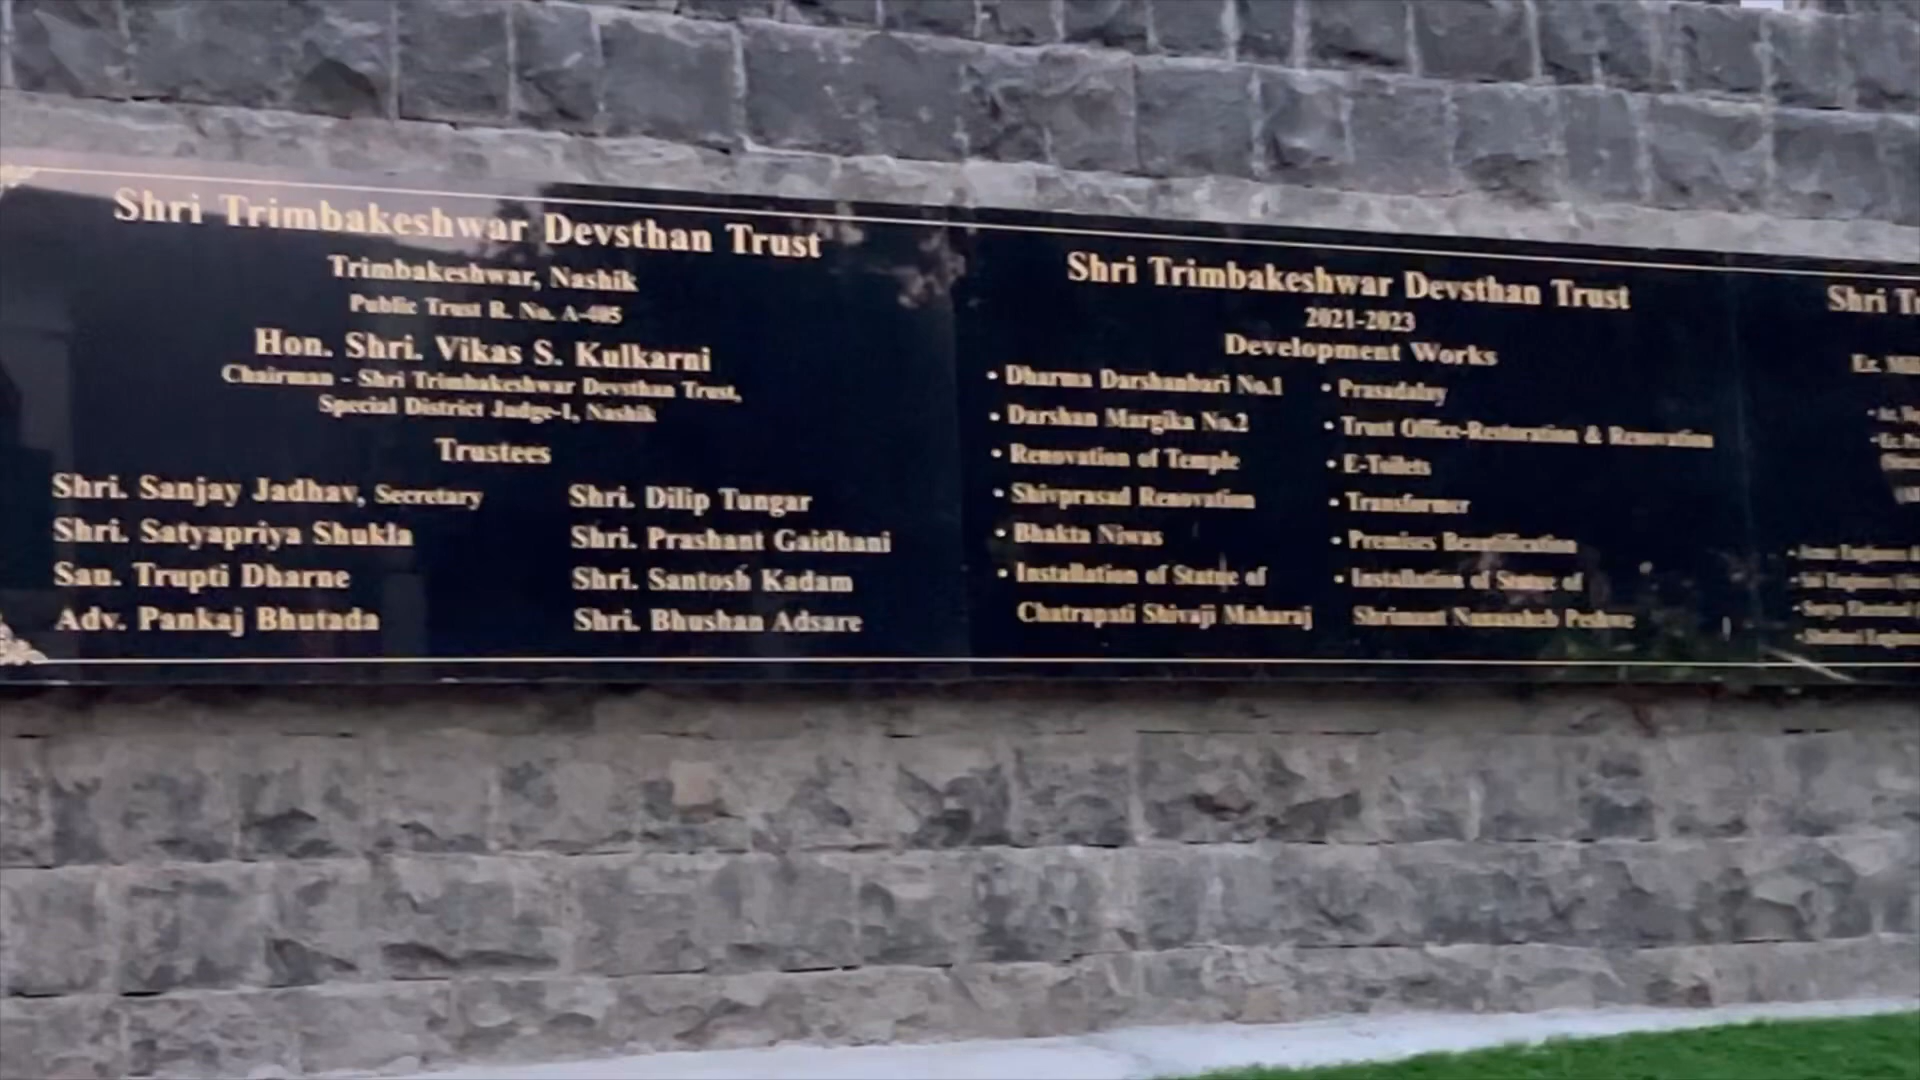 Shri Trimbakeshwar Devsthan Trust
Trimbakeshwar, Nashik
Public Trust R. No. A-405
Hon. Shri. Vikas S. Kulkarni
Chairman - Shri Trimbakeshwar Devsthan Trust,
Special District Judge-1, Nashik
Trustees
Shri. Sanjay Jadhav, Secretary
Shri. Satyapriya Shukla
Sau. Trupti Dharne
Adv. Pankaj Bhutada
Shri. Dilip Tungar
Shri. Prashant Gaidhani
Shri. Santosh Kadam
Shri. Bhushan Adsare
Shri Trimbakeshwar Devsthan Trust
2021-2023
Development Works
• Dharma Darshanbari No.1
• Darshan Margika No.2
• Renovation of Temple
• Shivprasad Renovation
• Bhakta Niwas
• Installation of Statue of
Chatrapati Shivaji Maharaj
• Prasadalay
• Trust Office-Restoration & Renovation
• E-Toilets
• Transformer
• Premises Beautification
• Installation of Statue of
Shrimant Nanasaheb Peshwe
Shri